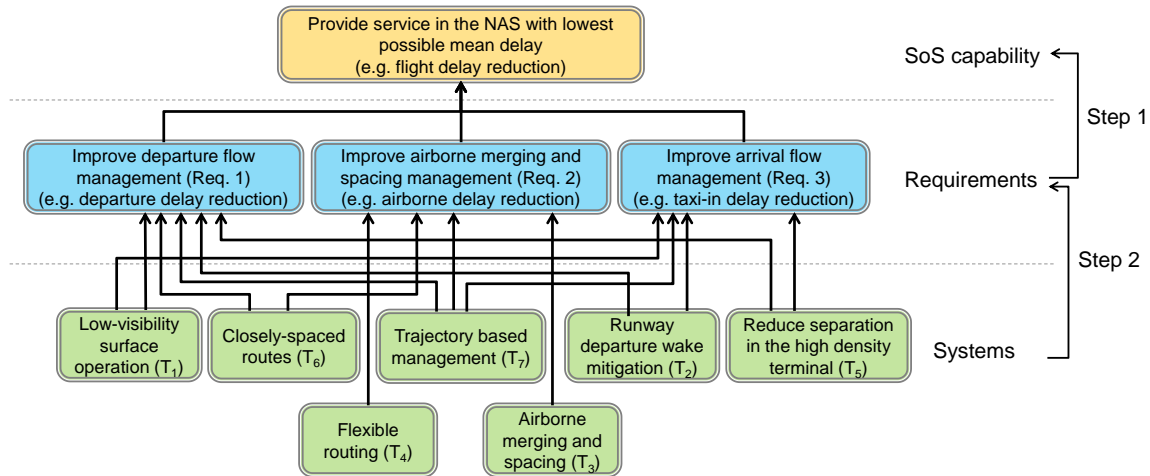 Provide service in the NAS with lowest
possible mean delay
(e.g. flight delay reduction)
SoS capability
Step 1
Improve departure flow
management (Req. 1)
(e.g. departure delay reduction)
Improve airborne merging and
spacing management (Req. 2)
(e.g. airborne delay reduction)
Improve arrival flow
management (Req. 3)
(e.g. taxi-in delay reduction)
Requirements
Step 2
Low-visibility
surface
operation (T1)
Closely-spaced
routes (T6)
Trajectory based
management (T7)
Runway
departure wake
mitigation (T2)
Reduce separation
in the high density
terminal (T5)
Systems
Flexible
routing (T4)
Airborne
merging and
spacing (T3)